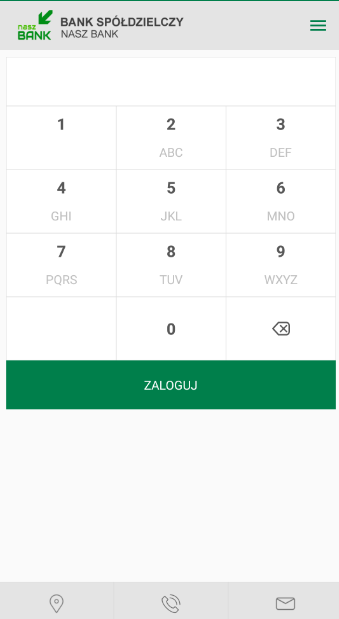 nasz
BANK
BANK SPÓŁDZIELCZY
NASZ BANK
1
2
ABC
3
DEF
4
GHI
5
JKL
6
MNO
7
PQRS
8
TUV
9
WXYZ
0
ZALOGUJ